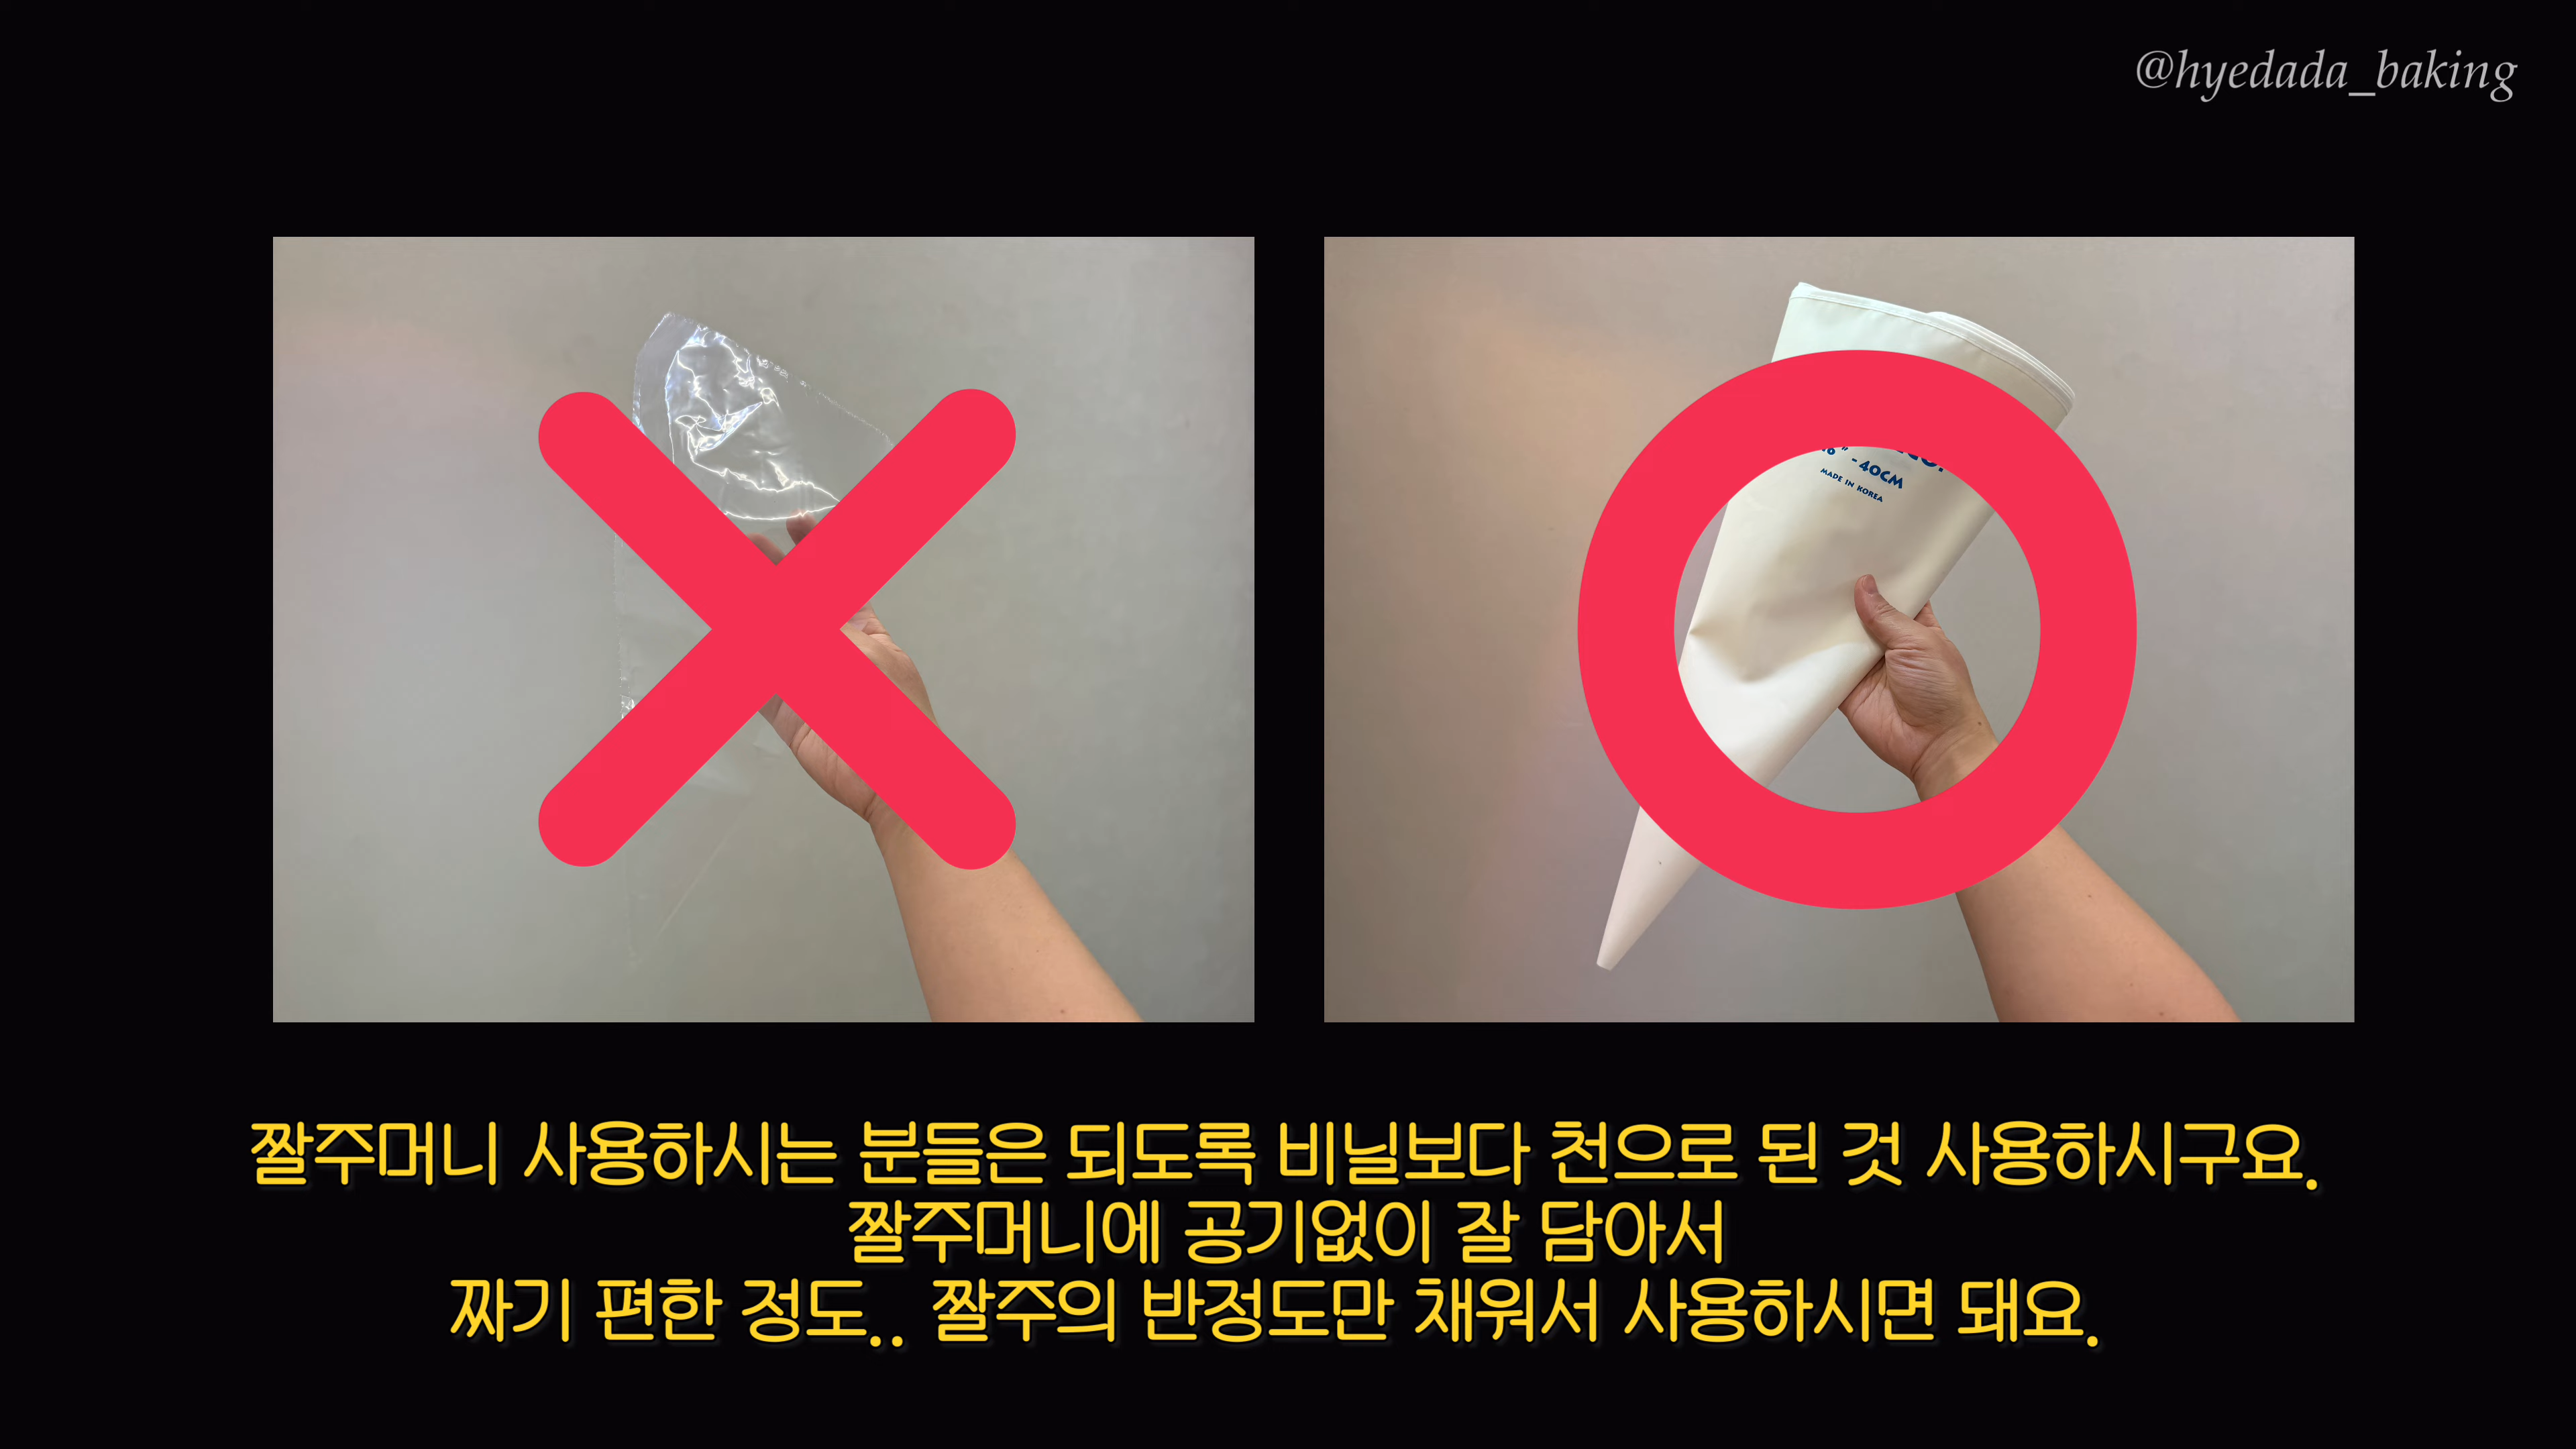 @hyedada_baking
- 40CM
MADE IN KOREA
짤주머니 사용하시는 분들은 되도록 비닐보다 천으로 된 것 사용하시구요.
짤주머니에 공기없이 잘 담아서
짜기 편한 정도.. 짤주의 반정도만 채워서 사용하시면 돼요.